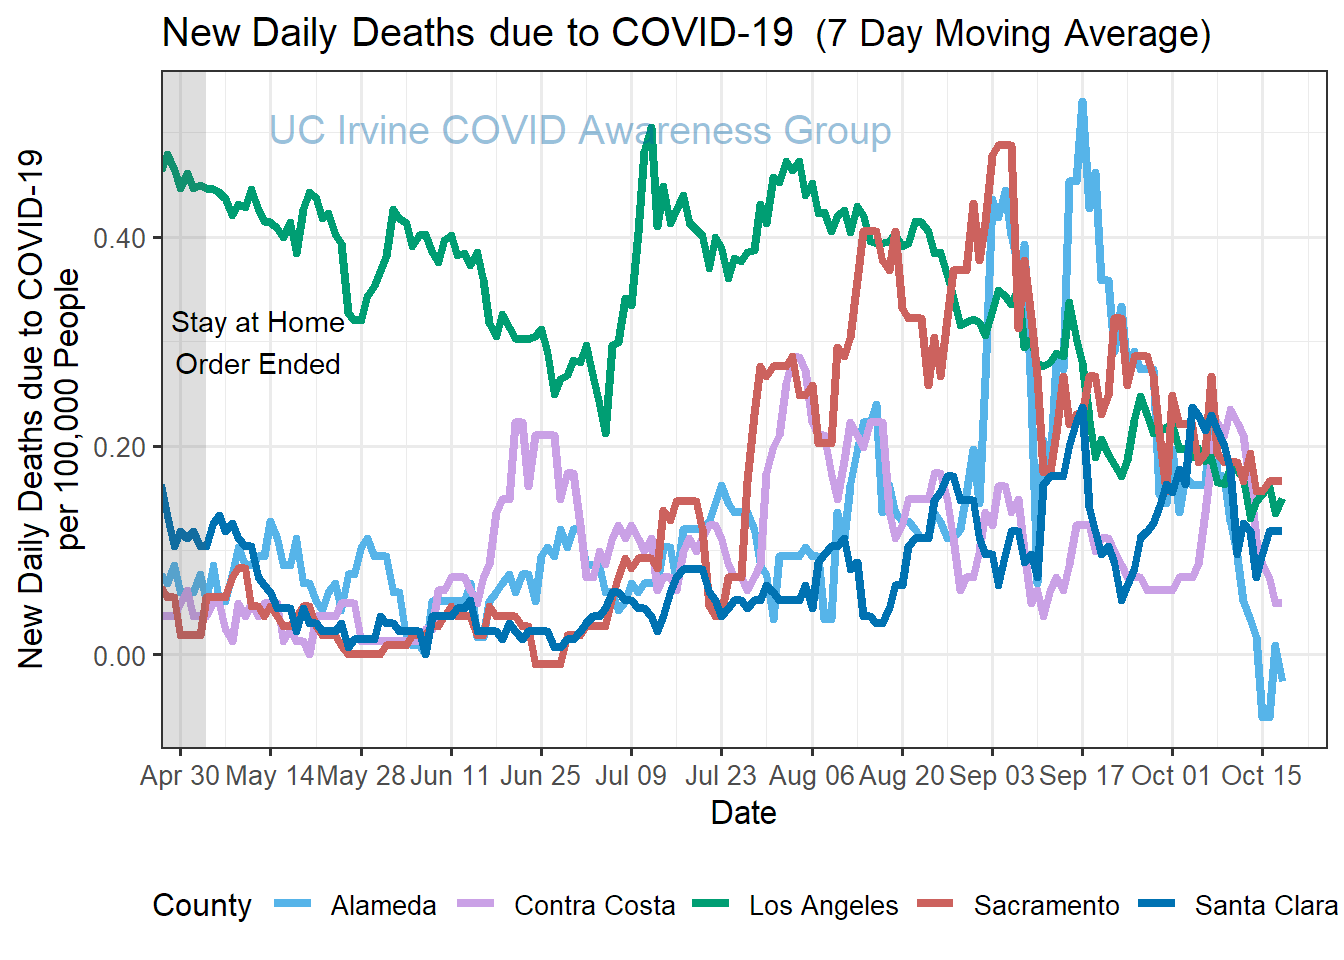 New Daily Deaths due to COVID-19 (7 Day Moving Average)
UC Irvine COVID Awareness Group
New Daily Deaths due to COVID-19
per 100,000 People
0.40
0.20
0.00
Stay at Home
Order Ended
Apr 30 May 14 May 28 Jun 11 Jun 25 Jul 09 Jul 23 Aug 06 Aug 20 Sep 03 Sep 17 Oct 01 Oct 15
Date
County Alameda Contra Costa Los Angeles Sacramento Santa Clara